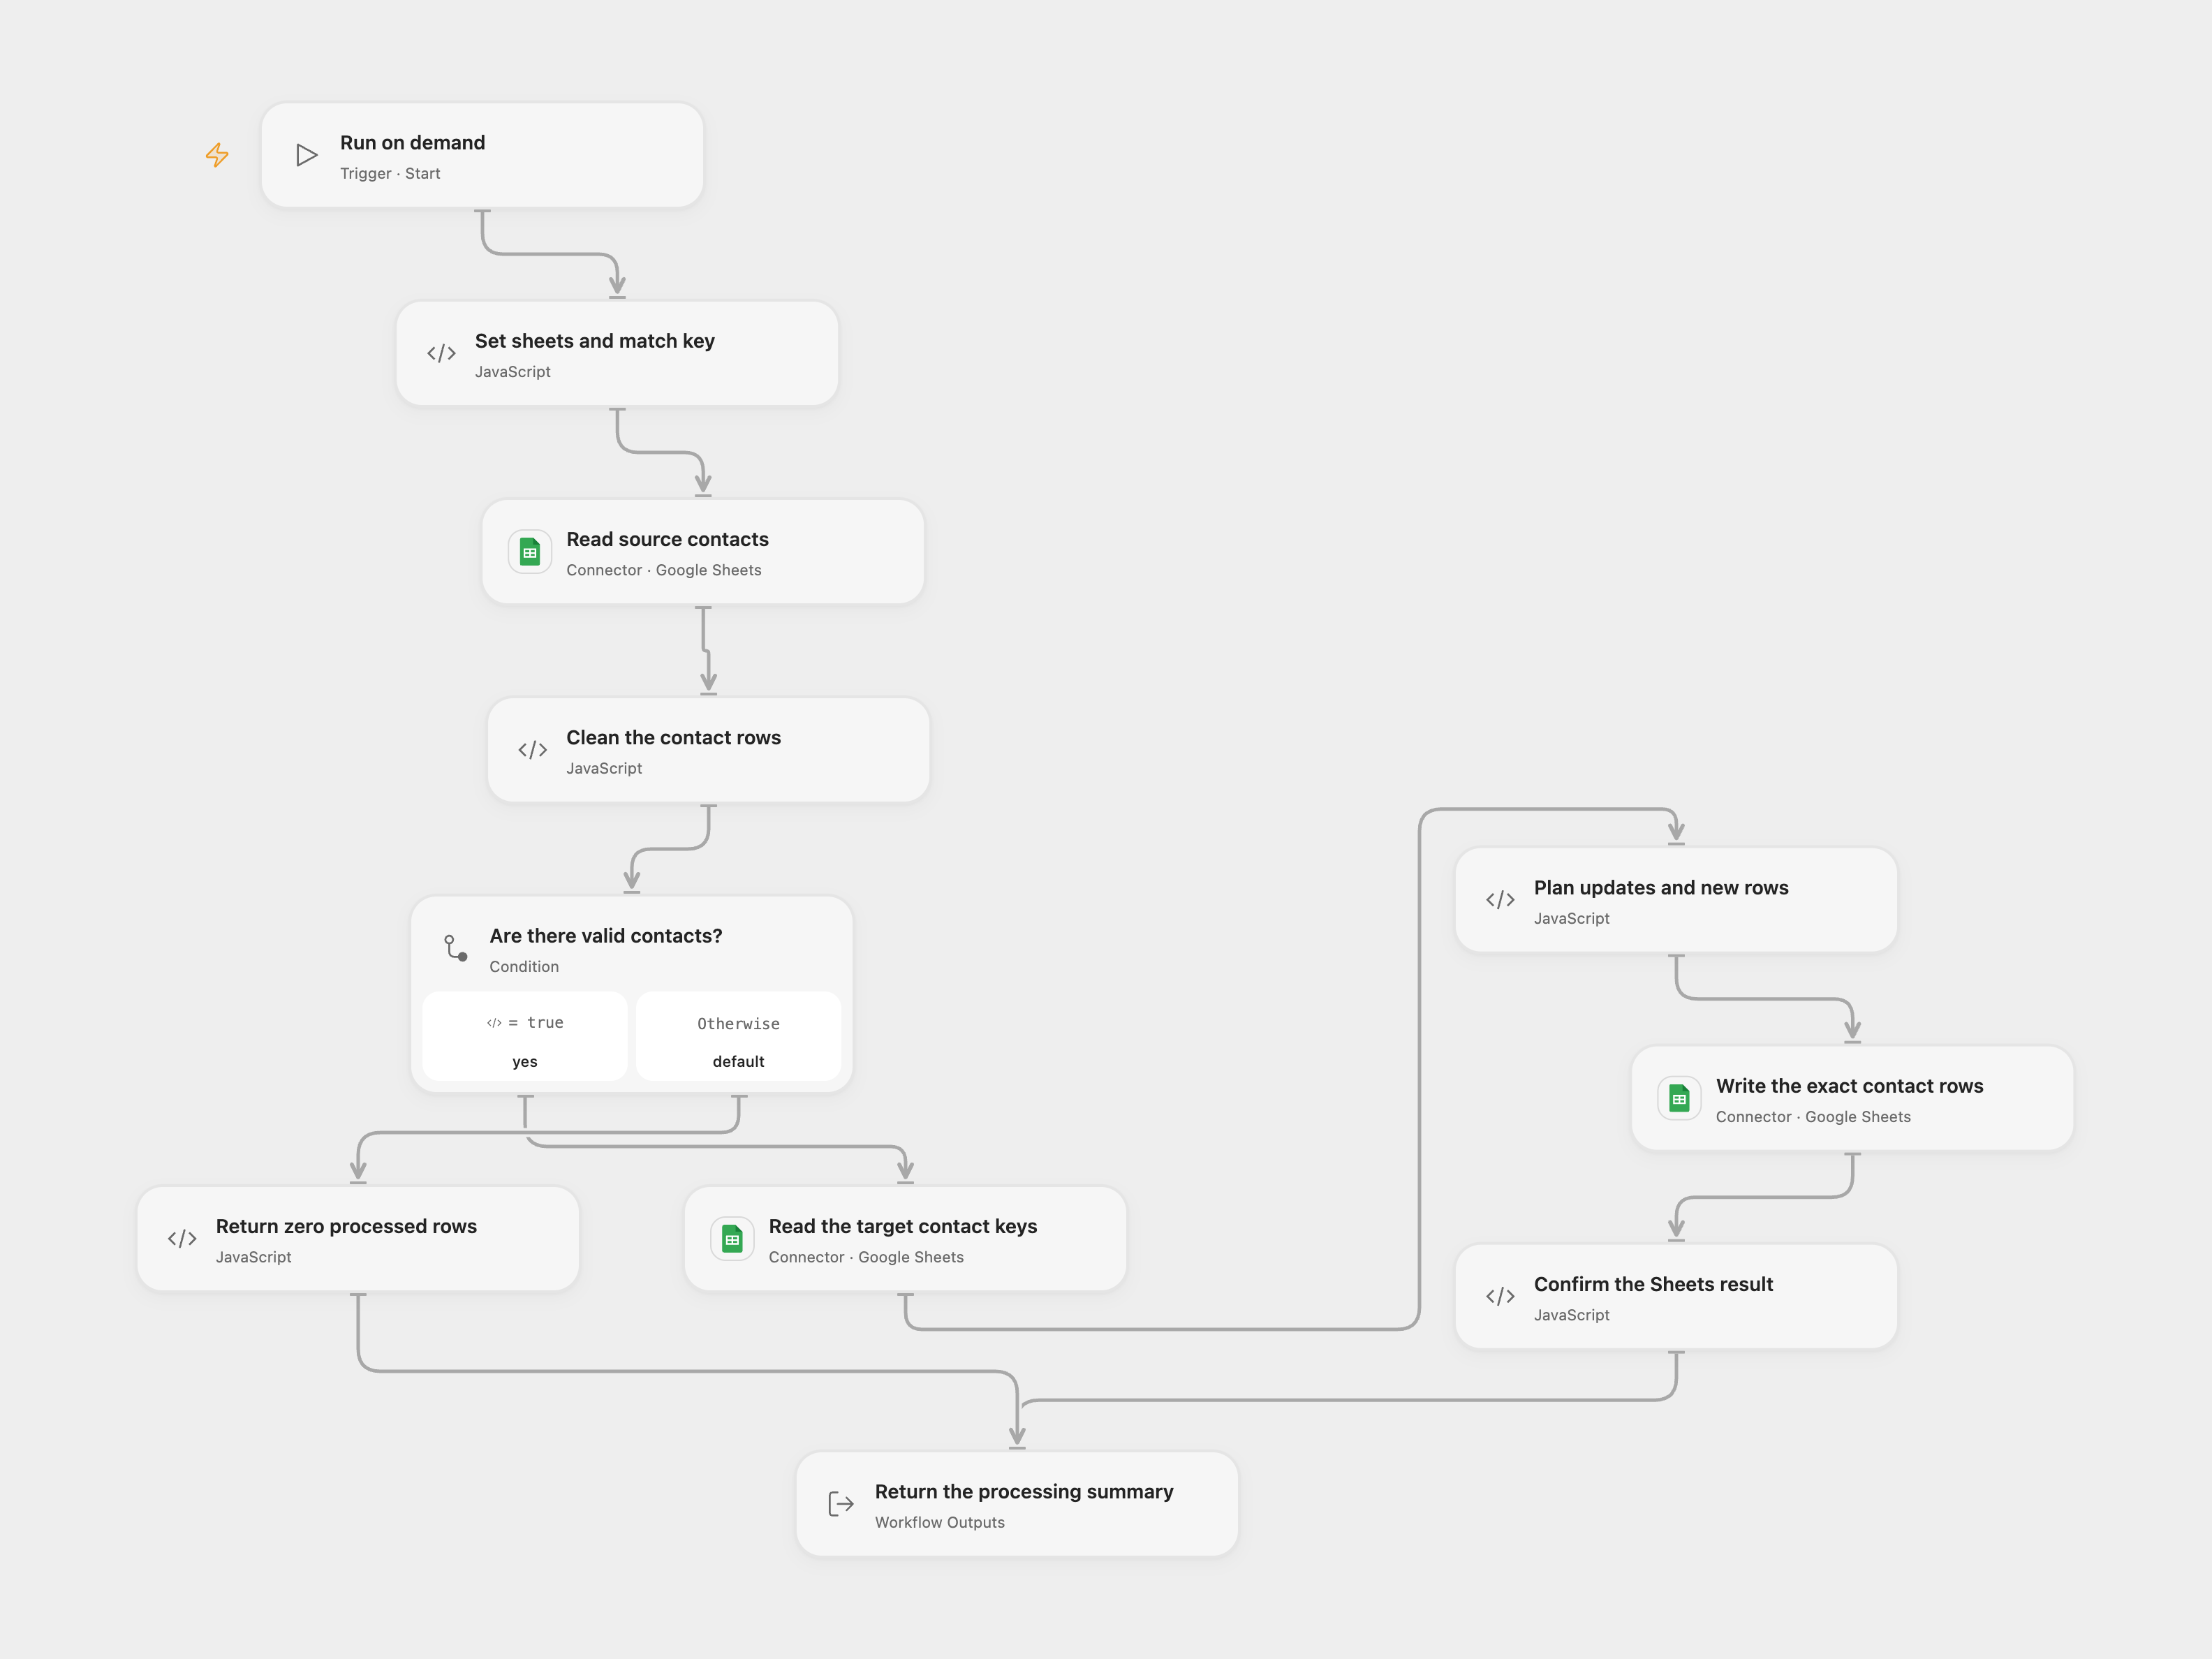 Run on demand
Trigger · Start
Set sheets and match key
JavaScript
Read source contacts
Connector · Google Sheets
Clean the contact rows
JavaScript
Are there valid contacts?
Condition
</> = true
yes
Otherwise
default
Return zero processed rows
JavaScript
Read the target contact keys
Connector · Google Sheets
Plan updates and new rows
JavaScript
Write the exact contact rows
Connector · Google Sheets
Confirm the Sheets result
JavaScript
Return the processing summary
Workflow Outputs